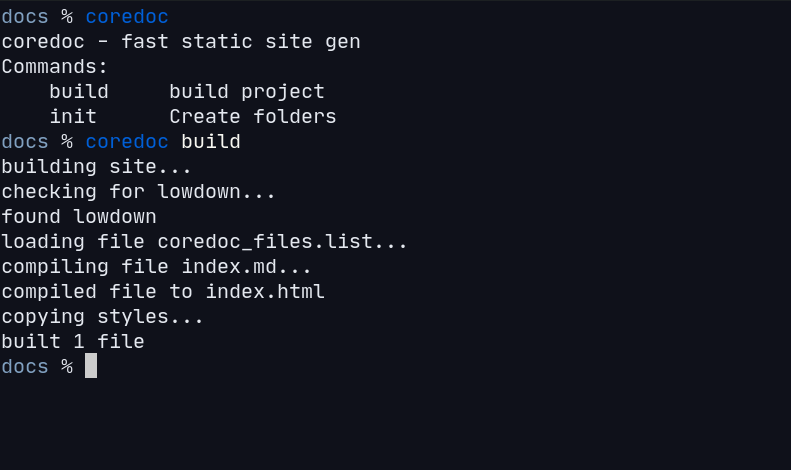 docs % coredoc
coredoc - fast static site gen
Commands:
    build     build project
    init      Create folders
docs % coredoc build
building site...
checking for lowdown...
found lowdown
loading file coredoc_files.list...
compiling file index.md...
compiled file to index.html
copying styles...
built 1 file
docs %